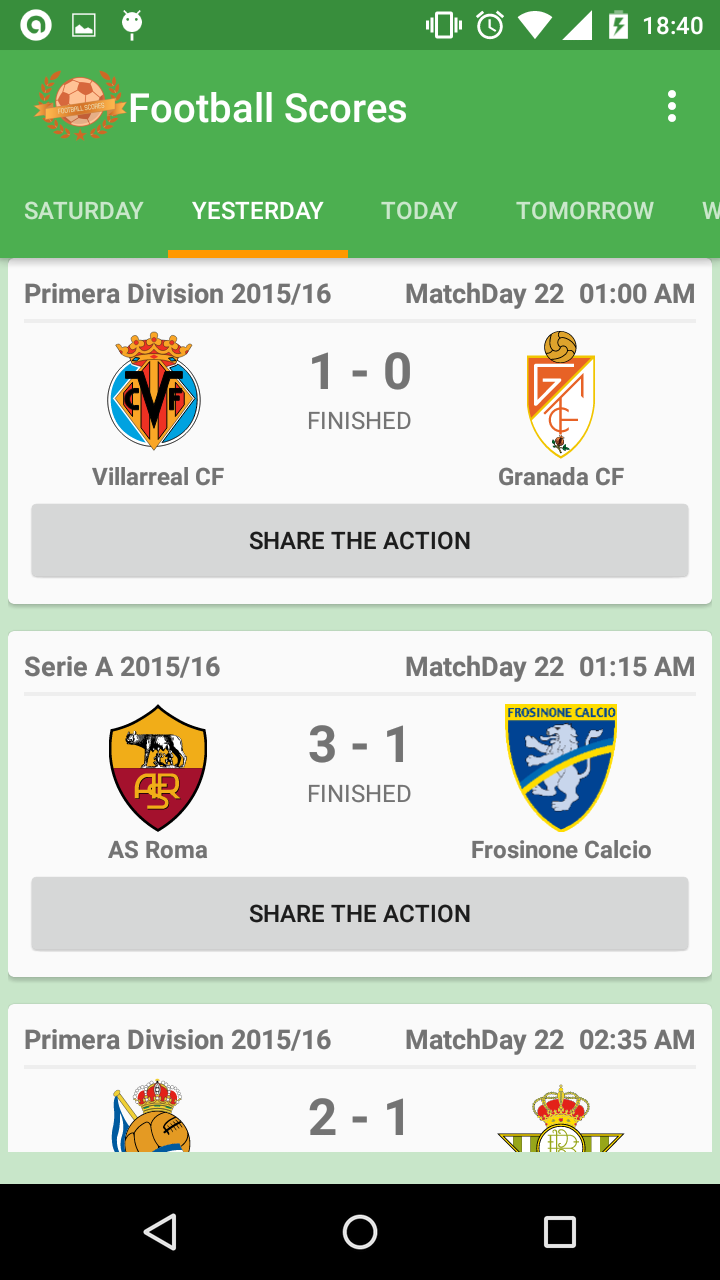 18:40
FOOTBALL SCORES
Football Scores
SATURDAY YESTERDAY TODAY TOMORROW W
Primera Division 2015/16 MatchDay 22 01:00 AM
1 - 0
CVF
FINISHED
Villarreal CF Granada CF
SHARE THE ACTION
Serie A 2015/16 MatchDay 22 01:15 AM
FROSINONE CALCIO
3 - 1
ASR
FINISHED
AS Roma Frosinone Calcio
SHARE THE ACTION
Primera Division 2015/16 MatchDay 22 02:35 AM
2 - 1